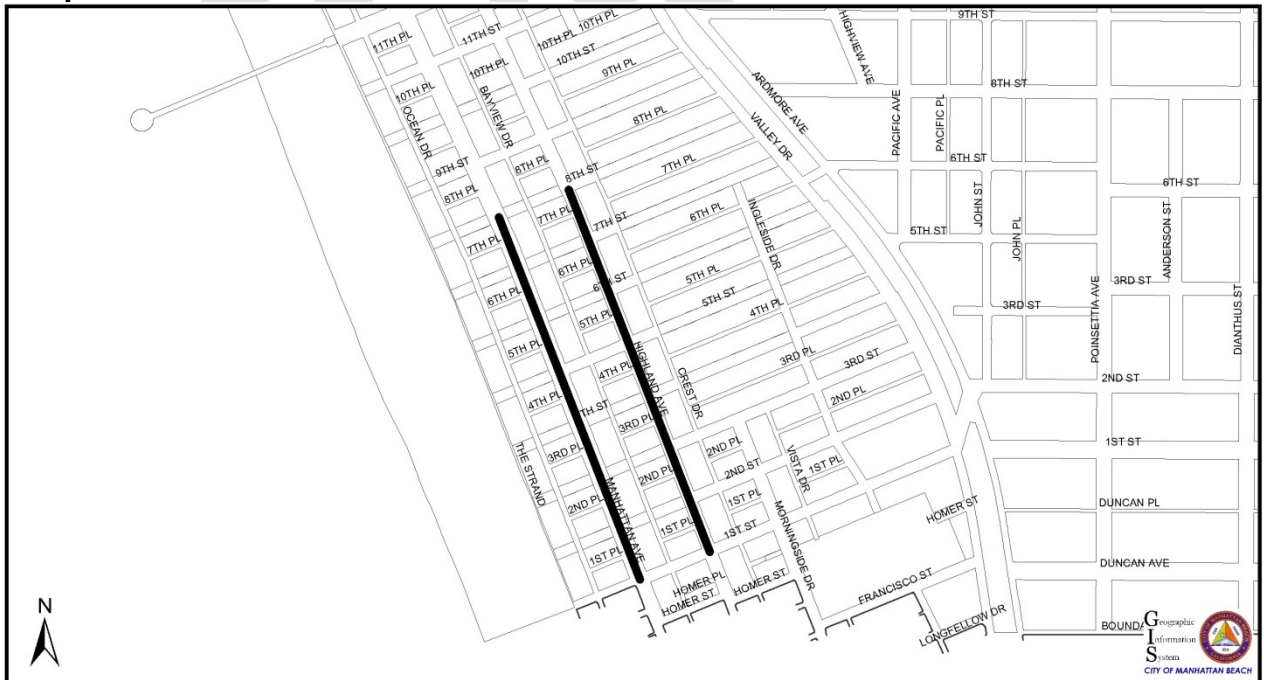 11TH PL
11TH ST
10TH PL
10TH PL
10TH ST
9TH PL
10TH PL
10TH PL
BAYVIEW DR
OCEAN DR
9TH ST
8TH PL
8TH PL
8TH ST
8TH PL
7TH PL
7TH PL
7TH PL
7TH ST
6TH PL
6TH PL
6TH PL
6TH ST
5TH PL
5TH ST
5TH PL
5TH PL
4TH PL
4TH PL
4TH PL
TH ST
3RD PL
3RD PL
3RD PL
3RD ST
2ND PL
2ND PL
2ND PL
2ND PL
2ND ST
1ST PL
1ST PL
1ST PL
1ST PL
1ST ST
THE STRAND
MANHATTAN AVE
HIGHLAND AVE
CREST DR
INGLESIDE DR
VISTA DR
MORNINGSIDE DR
HOMER PL
HOMER ST
HOMER ST
HOMER ST
FRANCISCO ST
LONGFELLOW DR
VALLEY DR
ARDMORE AVE
HIGHVIEW AVE
9TH ST
8TH ST
PACIFIC AVE
PACIFIC PL
6TH ST
6TH ST
JOHN ST
JOHN PL
5TH ST
ANDERSON ST
3RD ST
3RD ST
POINSETTIA AVE
DIANTHUS ST
2ND ST
1ST ST
DUNCAN PL
DUNCAN AVE
BOUNDA
N
Geographic
Information
System
CITY OF MANHATTAN BEACH